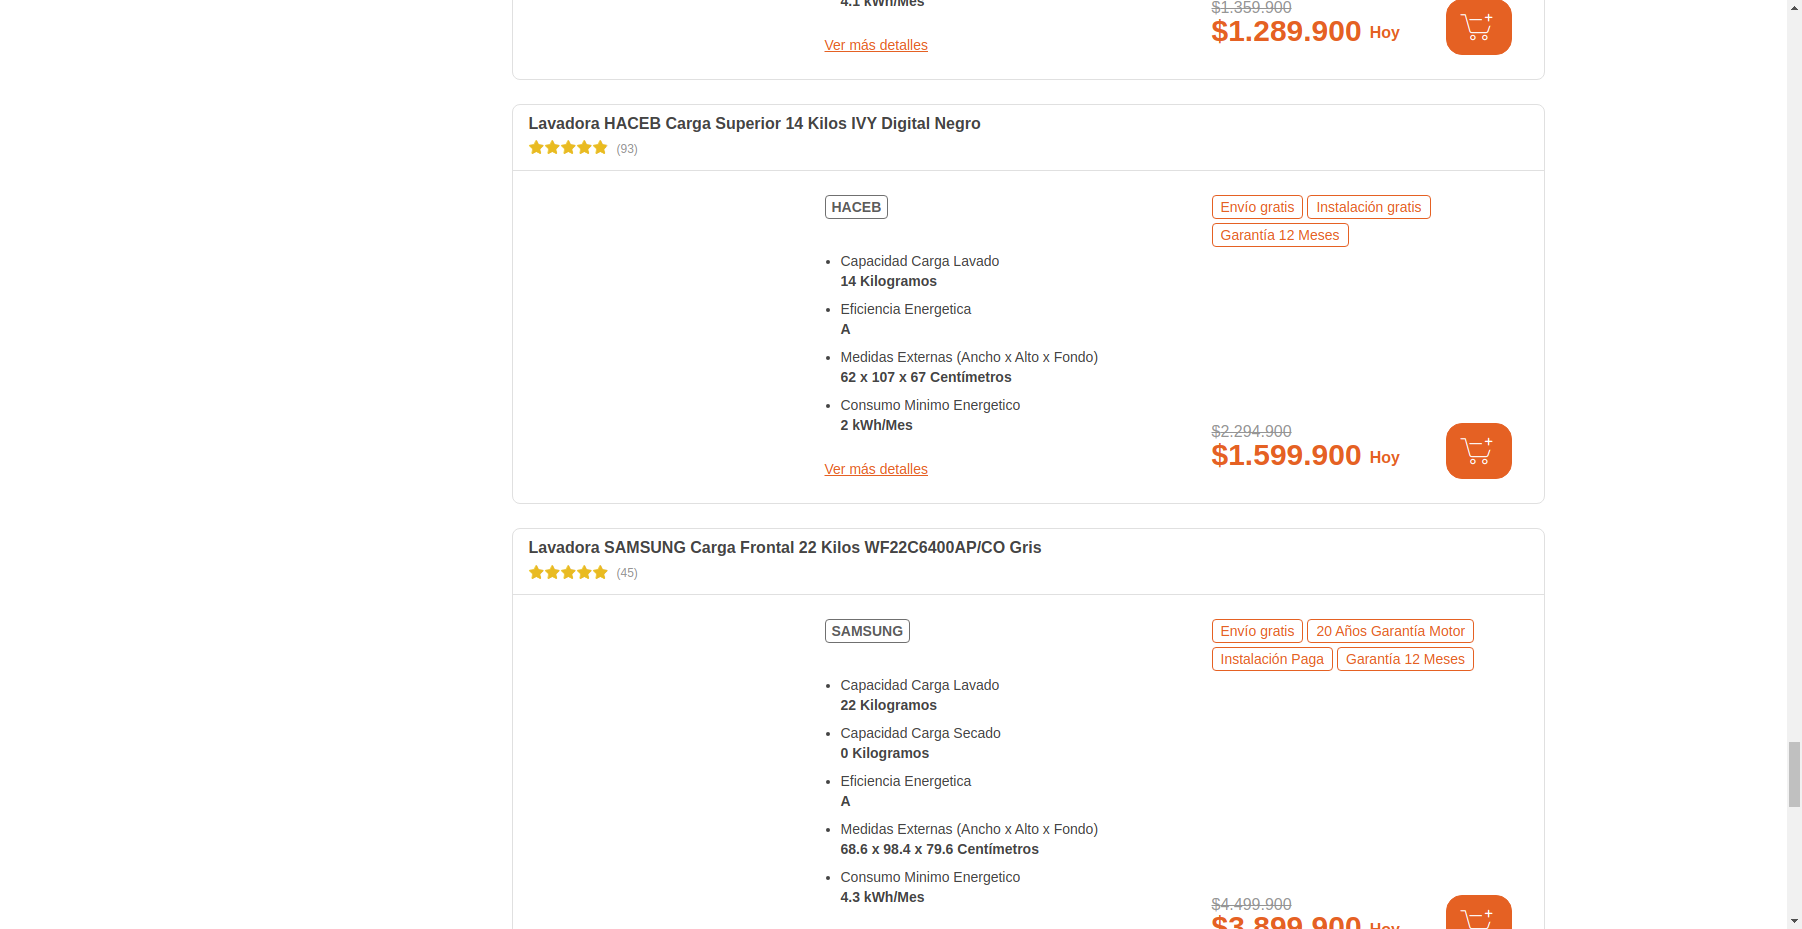 4.1 kWh/Mes
$1.359.900
$1.289.900 Hoy
Ver más detalles
Lavadora HACEB Carga Superior 14 Kilos IVY Digital Negro
(93)
HACEB
Envío gratis Instalación gratis
Garantía 12 Meses
Capacidad Carga Lavado
14 Kilogramos
Eficiencia Energetica
A
Medidas Externas (Ancho x Alto x Fondo)
62 x 107 x 67 Centímetros
Consumo Minimo Energetico
2 kWh/Mes
$2.294.900
$1.599.900 Hoy
Ver más detalles
Lavadora SAMSUNG Carga Frontal 22 Kilos WF22C6400AP/CO Gris
(45)
SAMSUNG
Envío gratis 20 Años Garantía Motor
Instalación Paga Garantía 12 Meses
Capacidad Carga Lavado
22 Kilogramos
Capacidad Carga Secado
0 Kilogramos
Eficiencia Energetica
A
Medidas Externas (Ancho x Alto x Fondo)
68.6 x 98.4 x 79.6 Centímetros
Consumo Minimo Energetico
4.3 kWh/Mes
$4.499.900
$3.899.900 Hoy